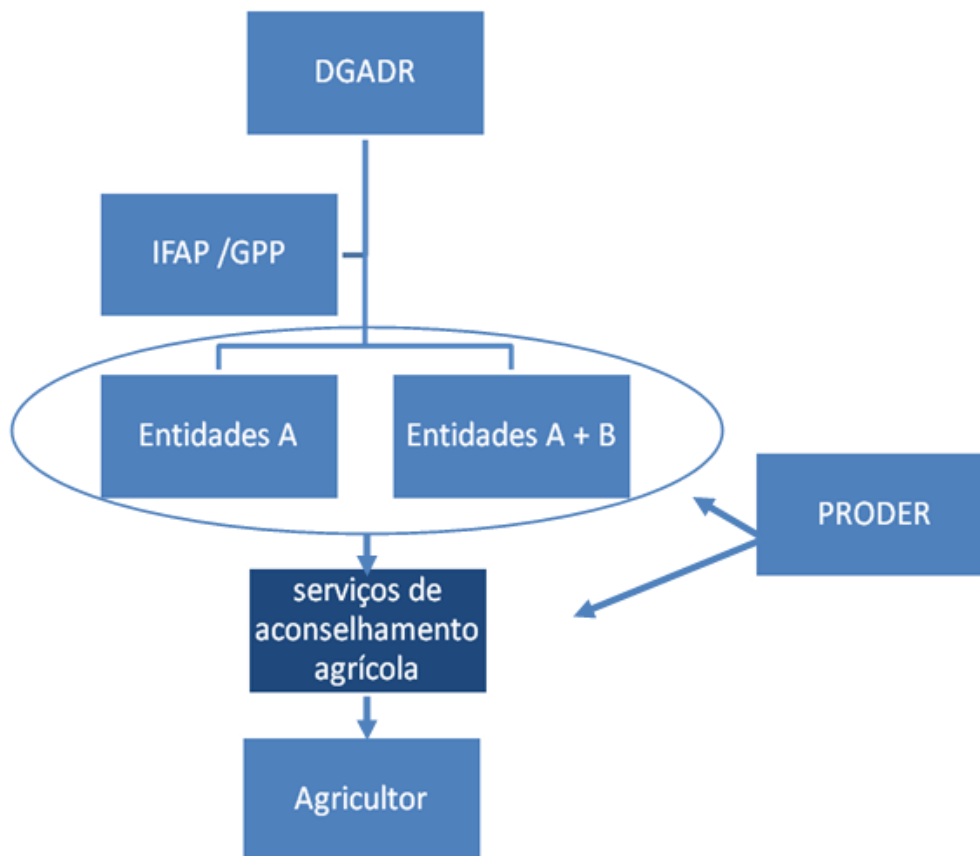 DGADR
IFAP /GPP
Entidades A
Entidades A + B
PRODER
serviços de
aconselhamento
agrícola
Agricultor